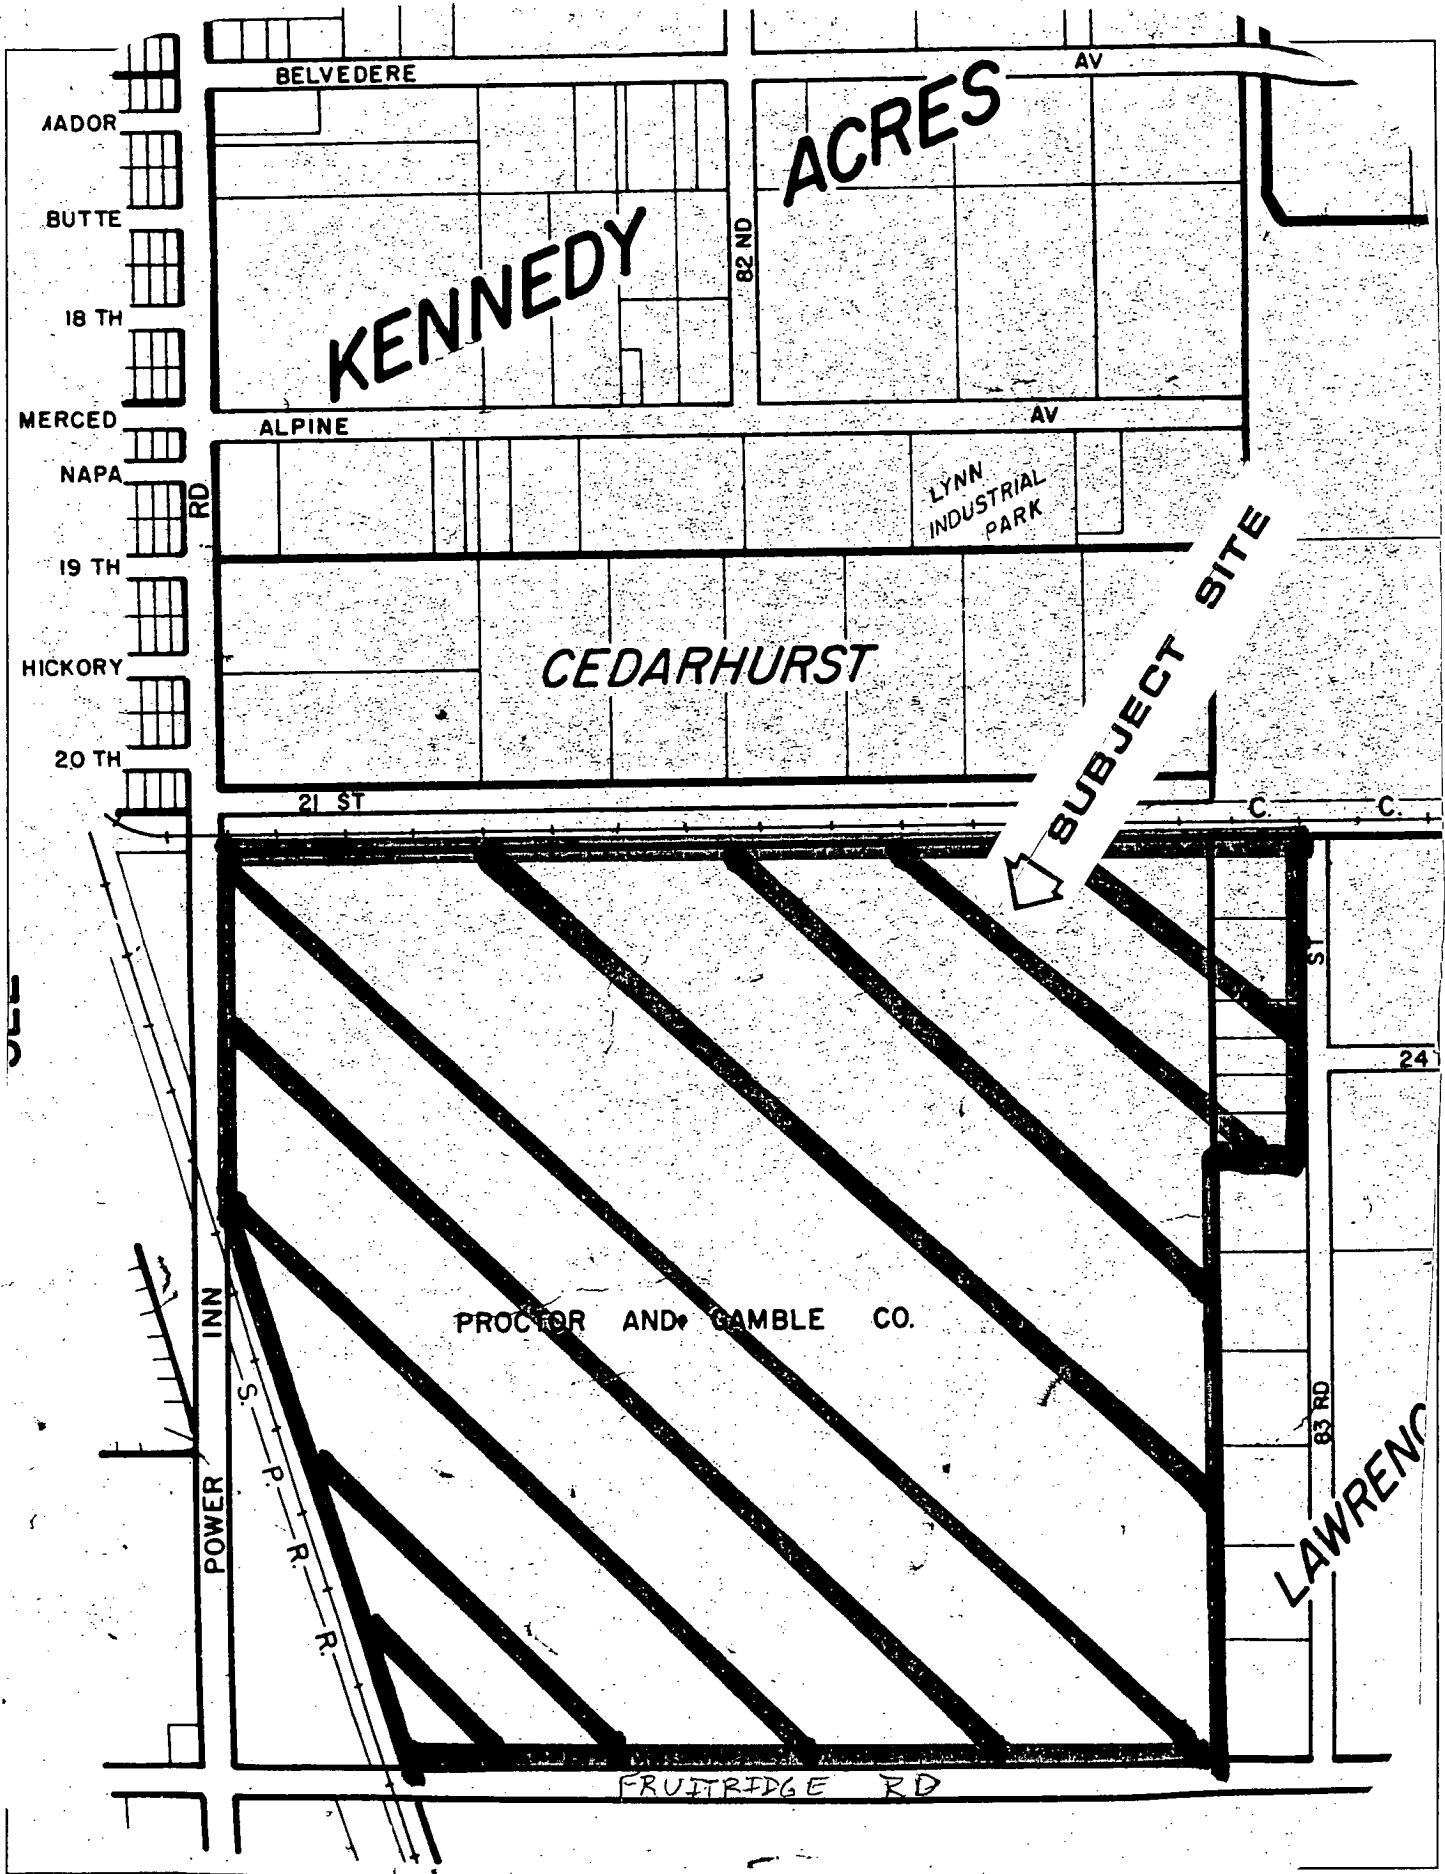 BELVEDERE
AV
ACRES
KENNEDY
82 ND
BUTTE
18 TH
MERCED
ALPINE
AV
NAPA
RD
LYNN
INDUSTRIAL
PARK
19 TH
HICKORY
CEDARHURST
SUBJECT SITE
20 TH
21 ST
C. C.
ST
24
PROCTOR AND GAMBLE CO.
POWER INN
S. P. R. R.
83 RD
FRUITRIDGE RD